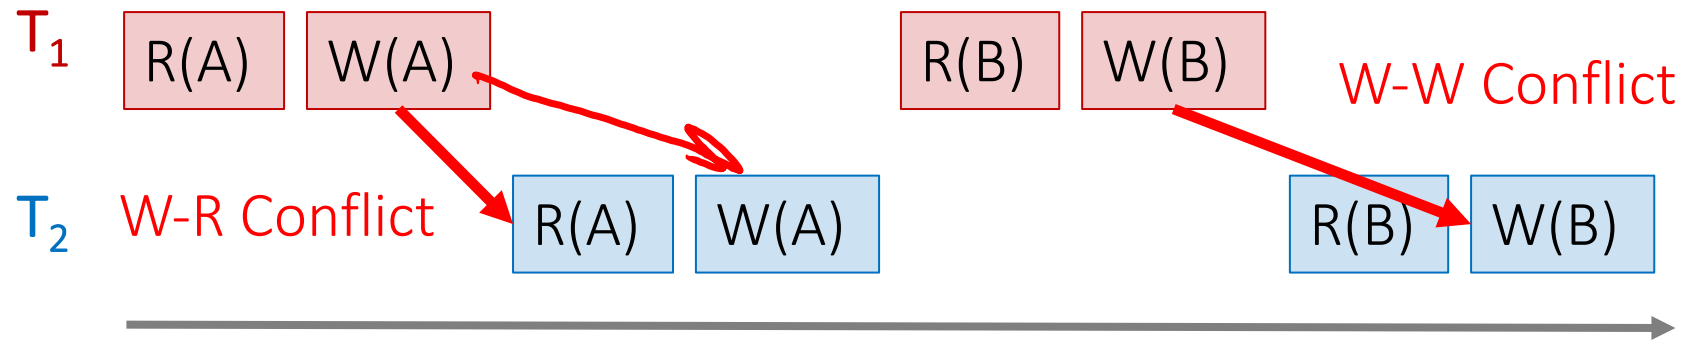 T1 R(A) W(A) R(B) W(B) W-W Conflict
T2 W-R Conflict R(A) W(A) R(B) W(B)